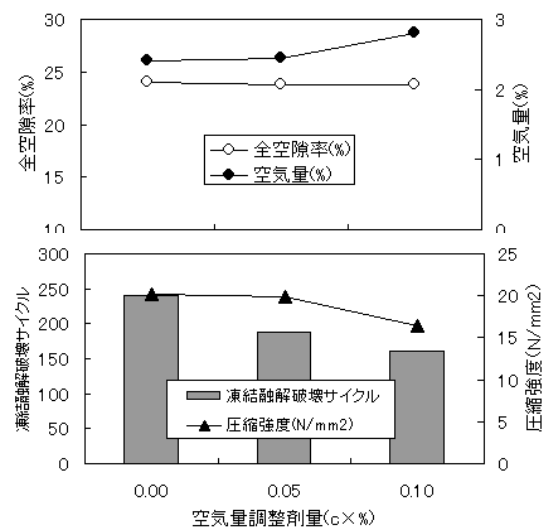 30
25
20
15
10
全空隙率(%)
3
2
1
0
空気量(%)
全空隙率(%)
空気量(%)
300
250
200
150
100
50
0
凍結融解破壊サイクル
25
20
15
10
5
0
圧縮強度(N/mm2)
凍結融解破壊サイクル
圧縮強度(N/mm2)
0.00 0.05 0.10
空気量調整剤量(c×%)